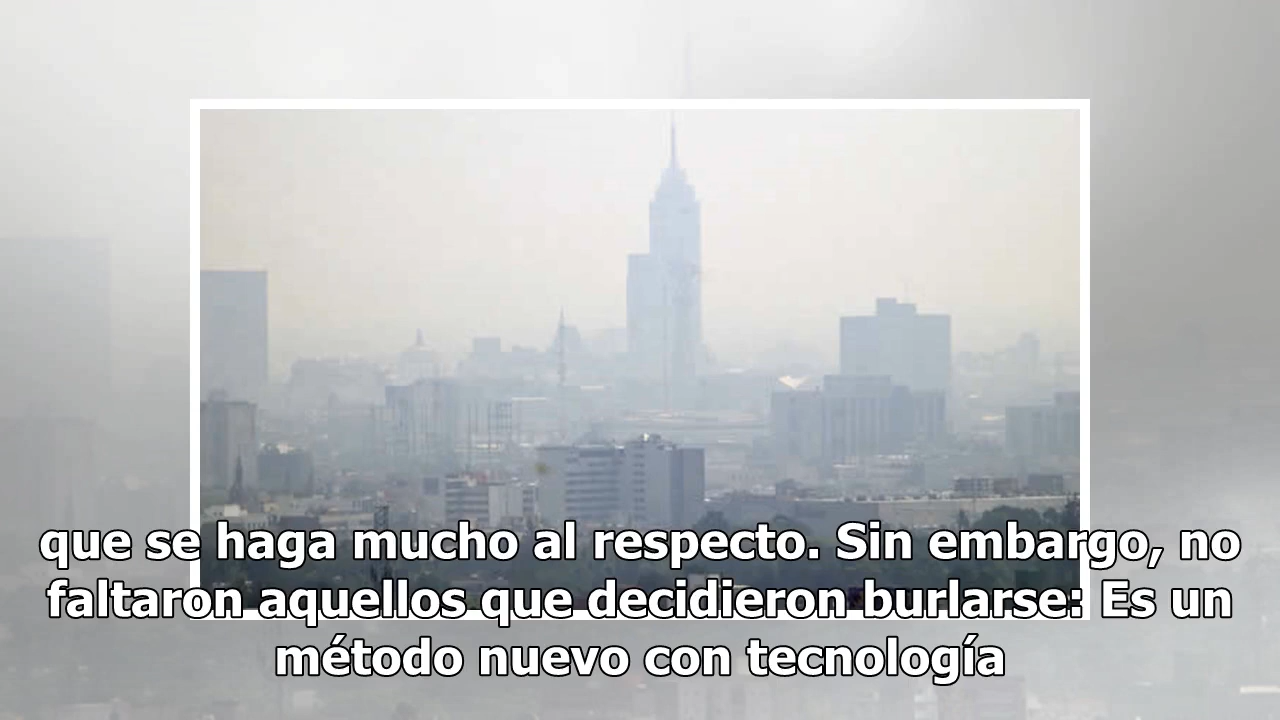 que se haga mucho al respecto. Sin embargo, no
faltaron aquellos que decidieron burlarse: Es un
método nuevo con tecnología